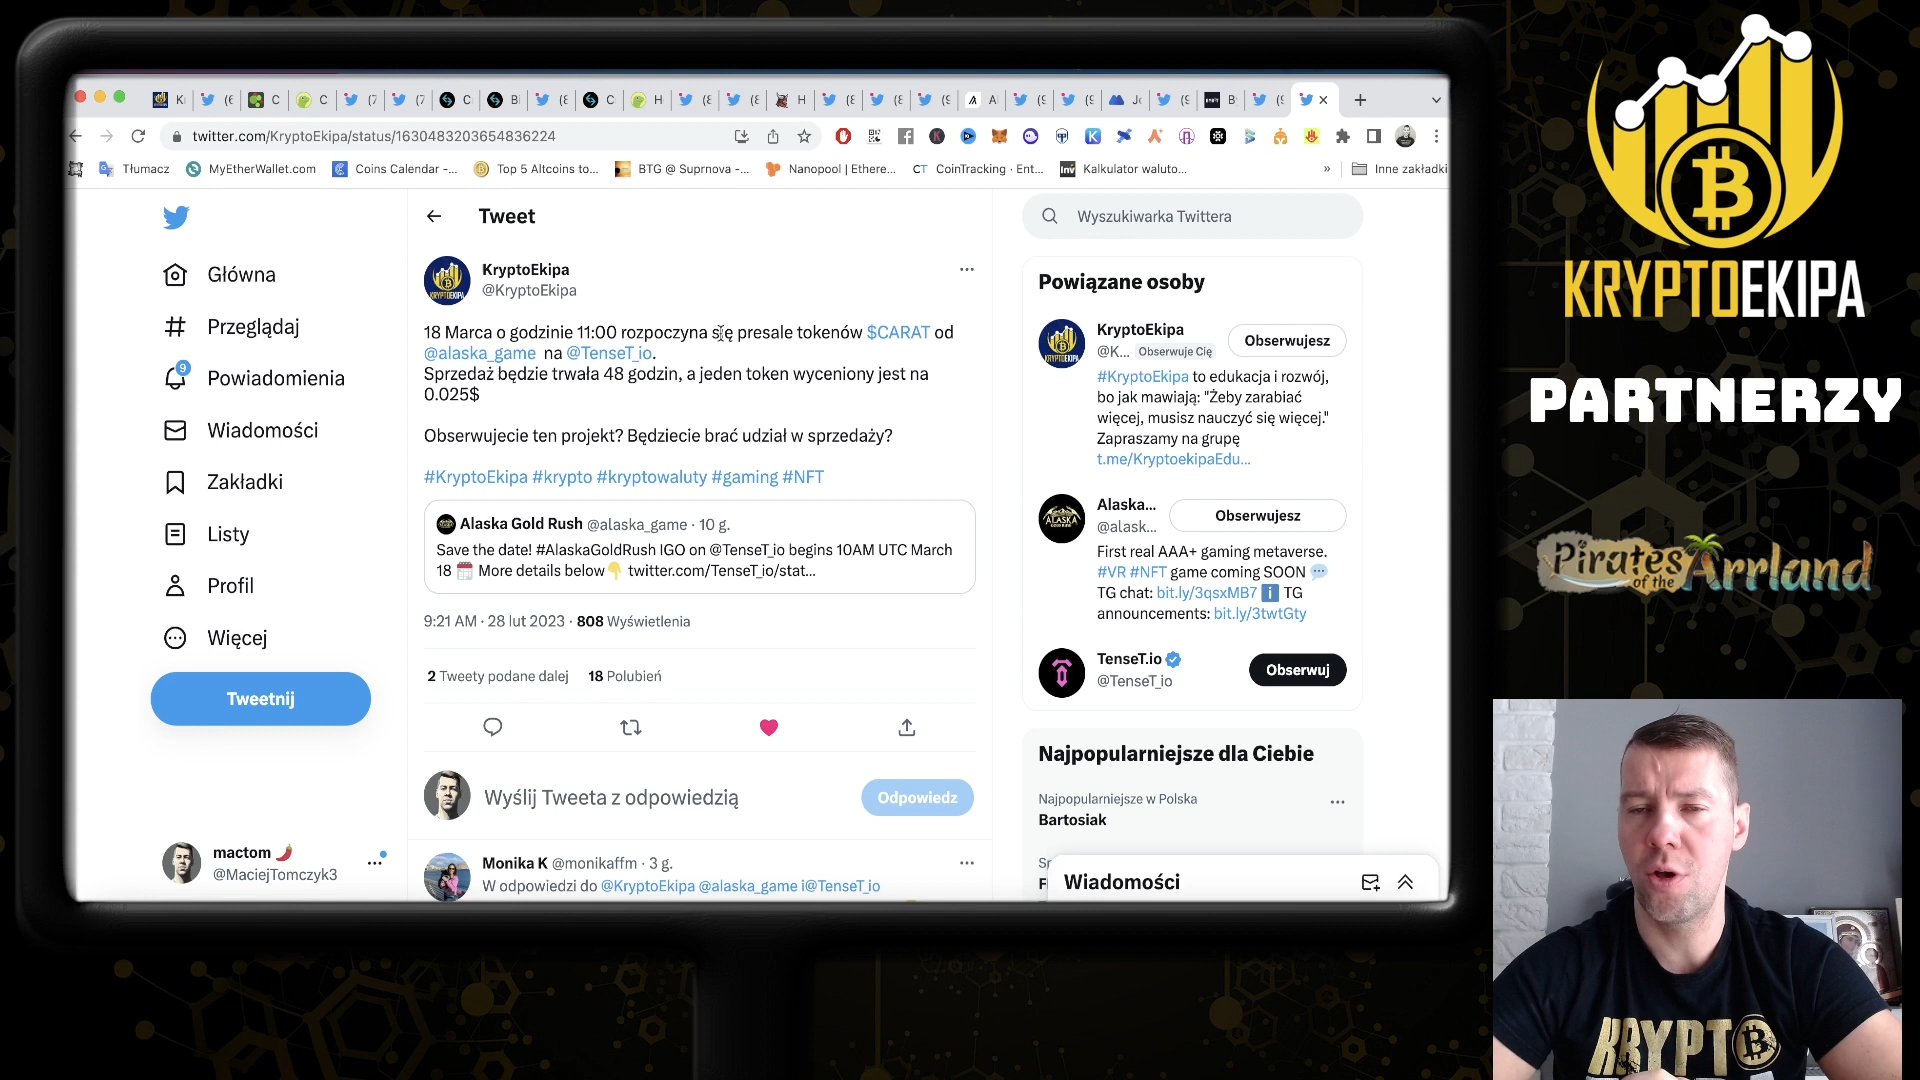 twitter.com/KryptoEkipa/status/1630483203654836224
Tłumacz
MyEtherWallet.com
Coins Calendar -...
Top 5 Altcoins to...
BTG @ Suprnova -...
Nanopool | Ethere...
CT CoinTracking · Ent...
Inv Kalkulator waluto...
»
Inne zakładki
Główna
Przeglądaj
9
Powiadomienia
Wiadomości
Zakładki
Listy
Profil
Więcej
Tweetnij
mactom
@MaciejTomczyk3
Tweet
KryptoEkipa
@KryptoEkipa
18 Marca o godzinie 11:00 rozpoczyna się presale tokenów $CARAT od
@alaska_game na @TenseT_io.
Sprzedaż będzie trwała 48 godzin, a jeden token wyceniony jest na
0.025$
Obserwujecie ten projekt? Będziecie brać udział w sprzedaży?
#KryptoEkipa #krypto #kryptowaluty #gaming #NFT
Alaska Gold Rush @alaska_game · 10 g.
Save the date! #AlaskaGoldRush IGO on @TenseT_io begins 10AM UTC March
18 📅 More details below👇 twitter.com/TenseT_io/stat...
9:21 AM · 28 lut 2023 · 808 Wyświetlenia
2 Tweety podane dalej 18 Polubień
Wyślij Tweeta z odpowiedzią
Odpowiedz
Monika K @monikaffm · 3 g.
W odpowiedzi do @KryptoEkipa @alaska_game i@TenseT_io
Wyszukiwarka Twittera
Powiązane osoby
KryptoEkipa
@K... Obserwuje Cię
Obserwujesz
#KryptoEkipa to edukacja i rozwój,
bo jak mawiają: "Żeby zarabiać
więcej, musisz nauczyć się więcej."
Zapraszamy na grupę
t.me/KryptoekipaEdu...
Alaska...
@alask...
Obserwujesz
First real AAA+ gaming metaverse.
#VR #NFT game coming SOON 💬
TG chat: bit.ly/3qsxMB7 ℹ️ TG
announcements: bit.ly/3twtGty
TenseT.io
@TenseT_io
Obserwuj
Najpopularniejsze dla Ciebie
Najpopularniejsze w Polska
Bartosiak
Wiadomości
KRYPTOEKIPA
PARTNERZY
Pirates
of the
Arrland
KRYPT